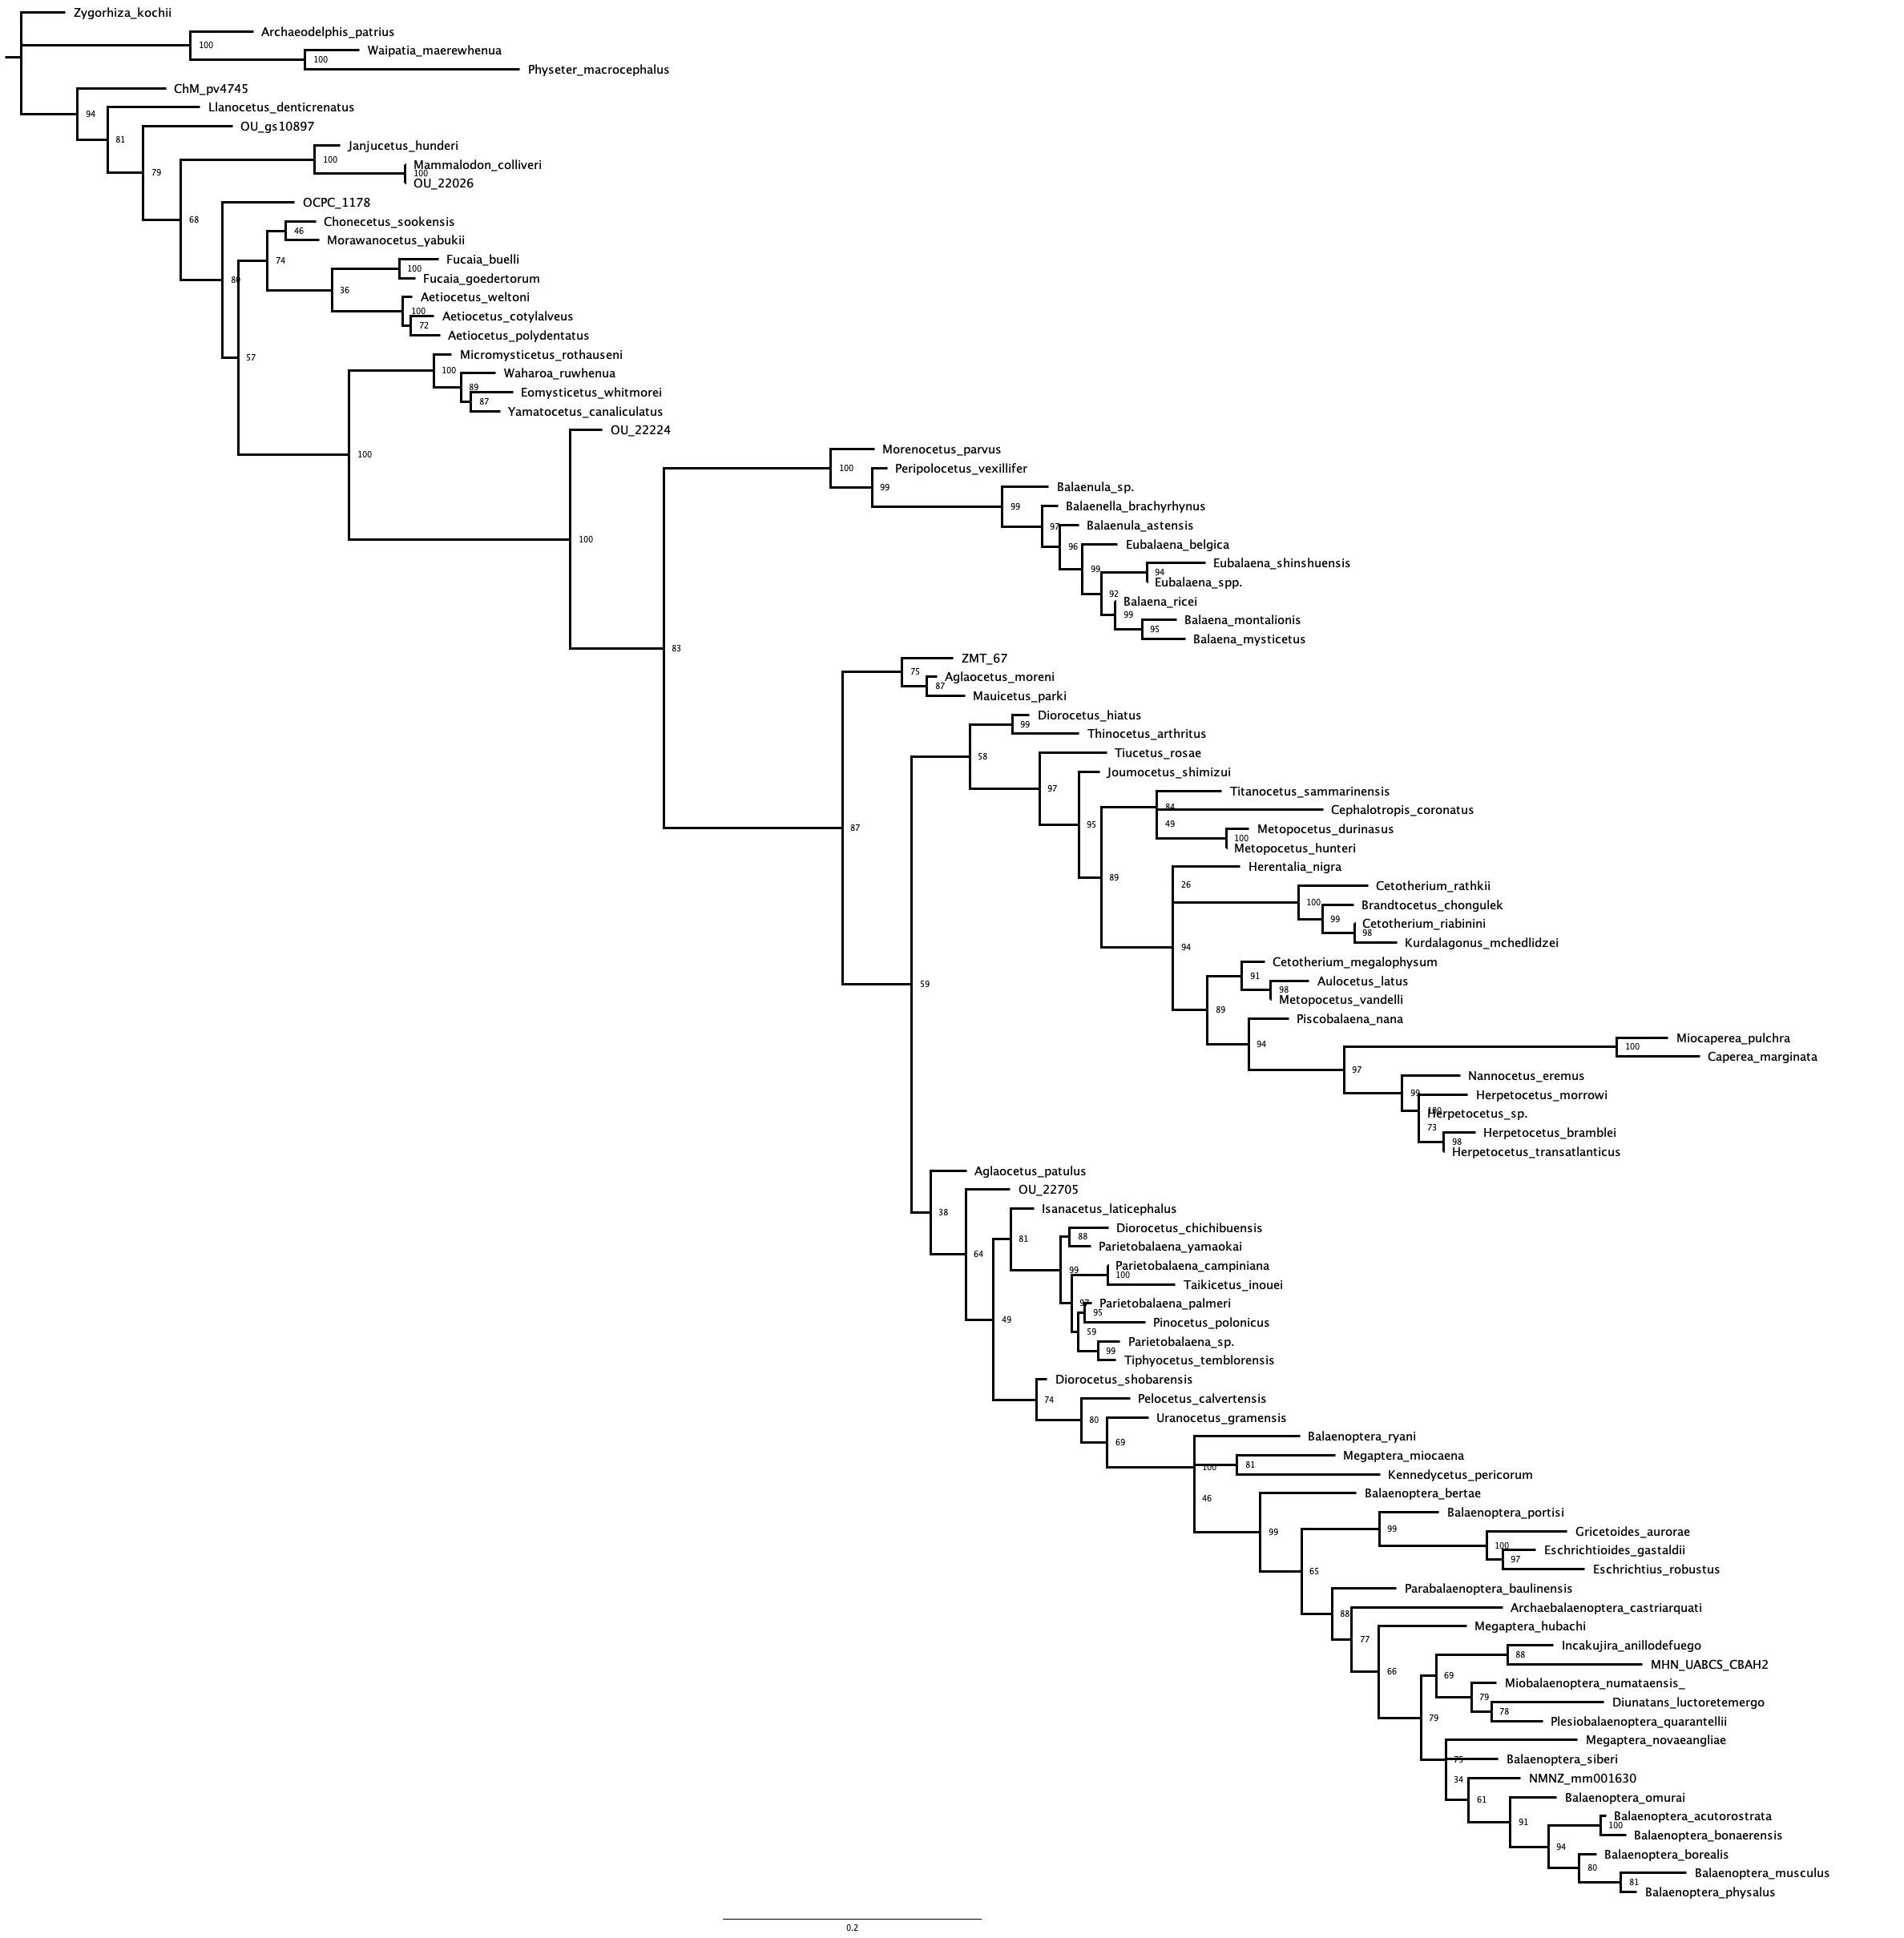 Zygorhiza_kochii
Archaeodelphis_patrius
100
Waipatia_maerewhenua
100
Physeter_macrocephalus
ChM_pv4745
94
Llanocetus_denticrenatus
81
OU_gs10897
79
Janjucetus_hunderi
100
Mammalodon_colliveri
100
OU_22026
68
OCPC_1178
Chonecetus_sookensis
46
Morawanocetus_yabukii
74
Fucaia_buelli
100
Fucaia_goedertorum
80
36
Aetiocetus_weltoni
100
Aetiocetus_cotylalveus
72
Aetiocetus_polydentatus
57
Micromysticetus_rothauseni
100
Waharoa_ruwhenua
89
Eomysticetus_whitmorei
87
Yamatocetus_canaliculatus
100
OU_22224
100
Morenocetus_parvus
100
Peripolocetus_vexillifer
99
Balaenula_sp.
99
Balaenella_brachyrhynus
97
Balaenula_astensis
96
Eubalaena_belgica
99
Eubalaena_shinshuensis
94
Eubalaena_spp.
92
Balaena_ricei
99
Balaena_montalionis
95
Balaena_mysticetus
83
ZMT_67
75
Aglaocetus_moreni
87
Mauicetus_parki
87
Diorocetus_hiatus
99
Thinocetus_arthritus
58
Tiucetus_rosae
97
Joumocetus_shimizui
95
Titanocetus_sammarinensis
84
Cephalotropis_coronatus
49
Metopocetus_durinasus
100
Metopocetus_hunteri
89
Herentalia_nigra
26
Cetotherium_rathkii
100
Brandtocetus_chongulek
99
Cetotherium_riabinini
98
Kurdalagonus_mchedlidzei
94
Cetotherium_megalophysum
91
Aulocetus_latus
98
Metopocetus_vandelli
89
Piscobalaena_nana
94
Miocaperea_pulchra
100
Caperea_marginata
97
Nannocetus_eremus
99
Herpetocetus_morrowi
100
Herpetocetus_sp.
73
Herpetocetus_bramblei
98
Herpetocetus_transatlanticus
59
Aglaocetus_patulus
38
OU_22705
64
Isanacetus_laticephalus
81
Diorocetus_chichibuensis
88
Parietobalaena_yamaokai
99
Parietobalaena_campiniana
100
Taikicetus_inouei
97
Parietobalaena_palmeri
95
Pinocetus_polonicus
59
Parietobalaena_sp.
99
Tiphyocetus_temblorensis
49
Diorocetus_shobarensis
74
Pelocetus_calvertensis
80
Uranocetus_gramensis
69
Balaenoptera_ryani
100
Megaptera_miocaena
81
Kennedycetus_pericorum
46
Balaenoptera_bertae
99
Balaenoptera_portisi
99
Gricetoides_aurorae
100
Eschrichtioides_gastaldii
97
Eschrichtius_robustus
65
Parabalaenoptera_baulinensis
88
Archaebalaenoptera_castriarquati
77
Megaptera_hubachi
66
Incakujira_anillodefuego
88
MHN_UABCS_CBAH2
69
Miobalaenoptera_numataensis_
79
Diunatans_luctoretemergo
78
Plesiobalaenoptera_quarantellii
79
Megaptera_novaeangliae
75
Balaenoptera_siberi
34
NMNZ_mm001630
61
Balaenoptera_omurai
91
Balaenoptera_acutorostrata
100
Balaenoptera_bonaerensis
94
Balaenoptera_borealis
80
Balaenoptera_musculus
81
Balaenoptera_physalus
0.2